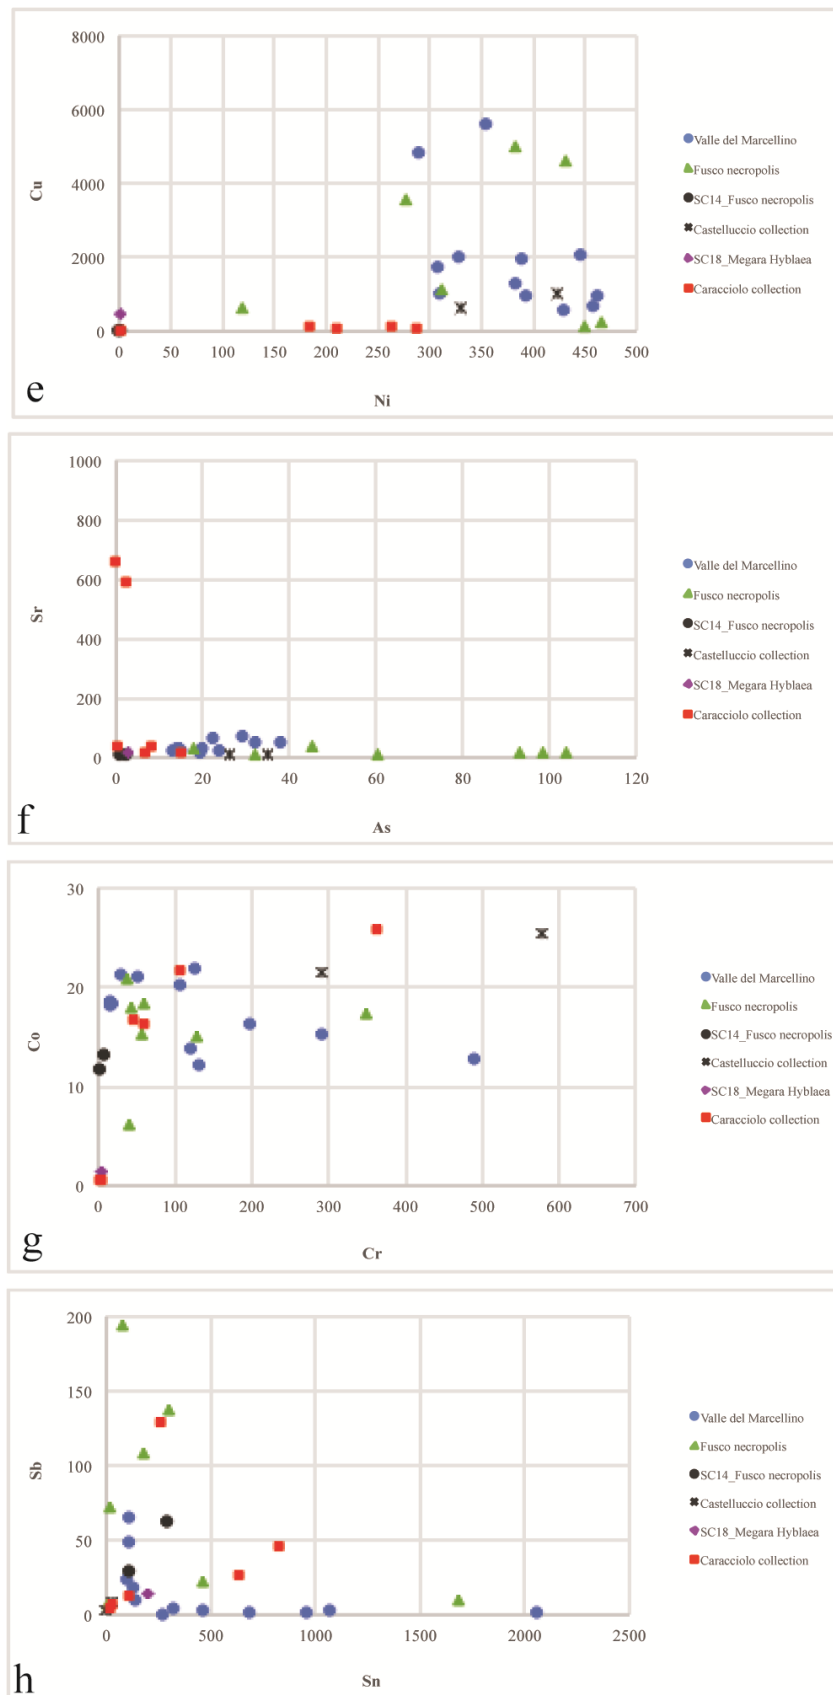 8000
6000
4000
2000
0
Cu
0 50 100 150 200 250 300 350 400 450 500
Ni
Valle del Marcellino
Fusco necropolis
SC14_Fusco necropolis
Castelluccio collection
SC18_Megara Hyblaea
Caracciolo collection
e
1000
800
600
400
200
0
Sr
0 20 40 60 80 100 120
As
Valle del Marcellino
Fusco necropolis
SC14_Fusco necropolis
Castelluccio collection
SC18_Megara Hyblaea
Caracciolo collection
f
30
20
10
0
Co
0 100 200 300 400 500 600 700
Cr
Valle del Marcellino
Fusco necropolis
SC14_Fusco necropolis
Castelluccio collection
SC18_Megara Hyblaea
Caracciolo collection
g
200
150
100
50
0
Sb
0 500 1000 1500 2000 2500
Sn
Valle del Marcellino
Fusco necropolis
SC14_Fusco necropolis
Castelluccio collection
SC18_Megara Hyblaea
Caracciolo collection
h